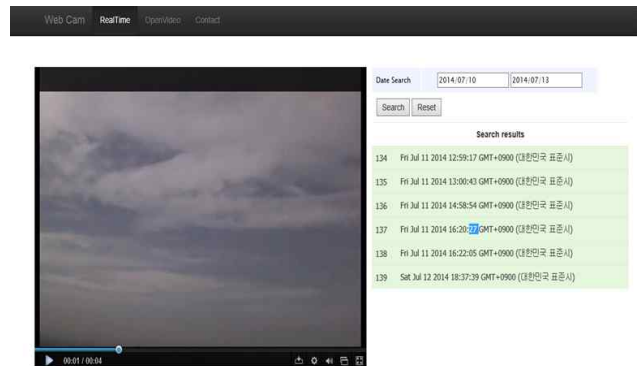 Web Cam RealTime OpenVideo Contact
Date Search 2014/07/10 2014/07/13
Search Reset
Search results
134 Fri Jul 11 2014 12:59:17 GMT+0900 (대한민국 표준시)
135 Fri Jul 11 2014 13:00:43 GMT+0900 (대한민국 표준시)
136 Fri Jul 11 2014 14:58:54 GMT+0900 (대한민국 표준시)
137 Fri Jul 11 2014 16:20:27 GMT+0900 (대한민국 표준시)
138 Fri Jul 11 2014 16:22:05 GMT+0900 (대한민국 표준시)
139 Sat Jul 12 2014 18:37:39 GMT+0900 (대한민국 표준시)
00:01 / 00:04